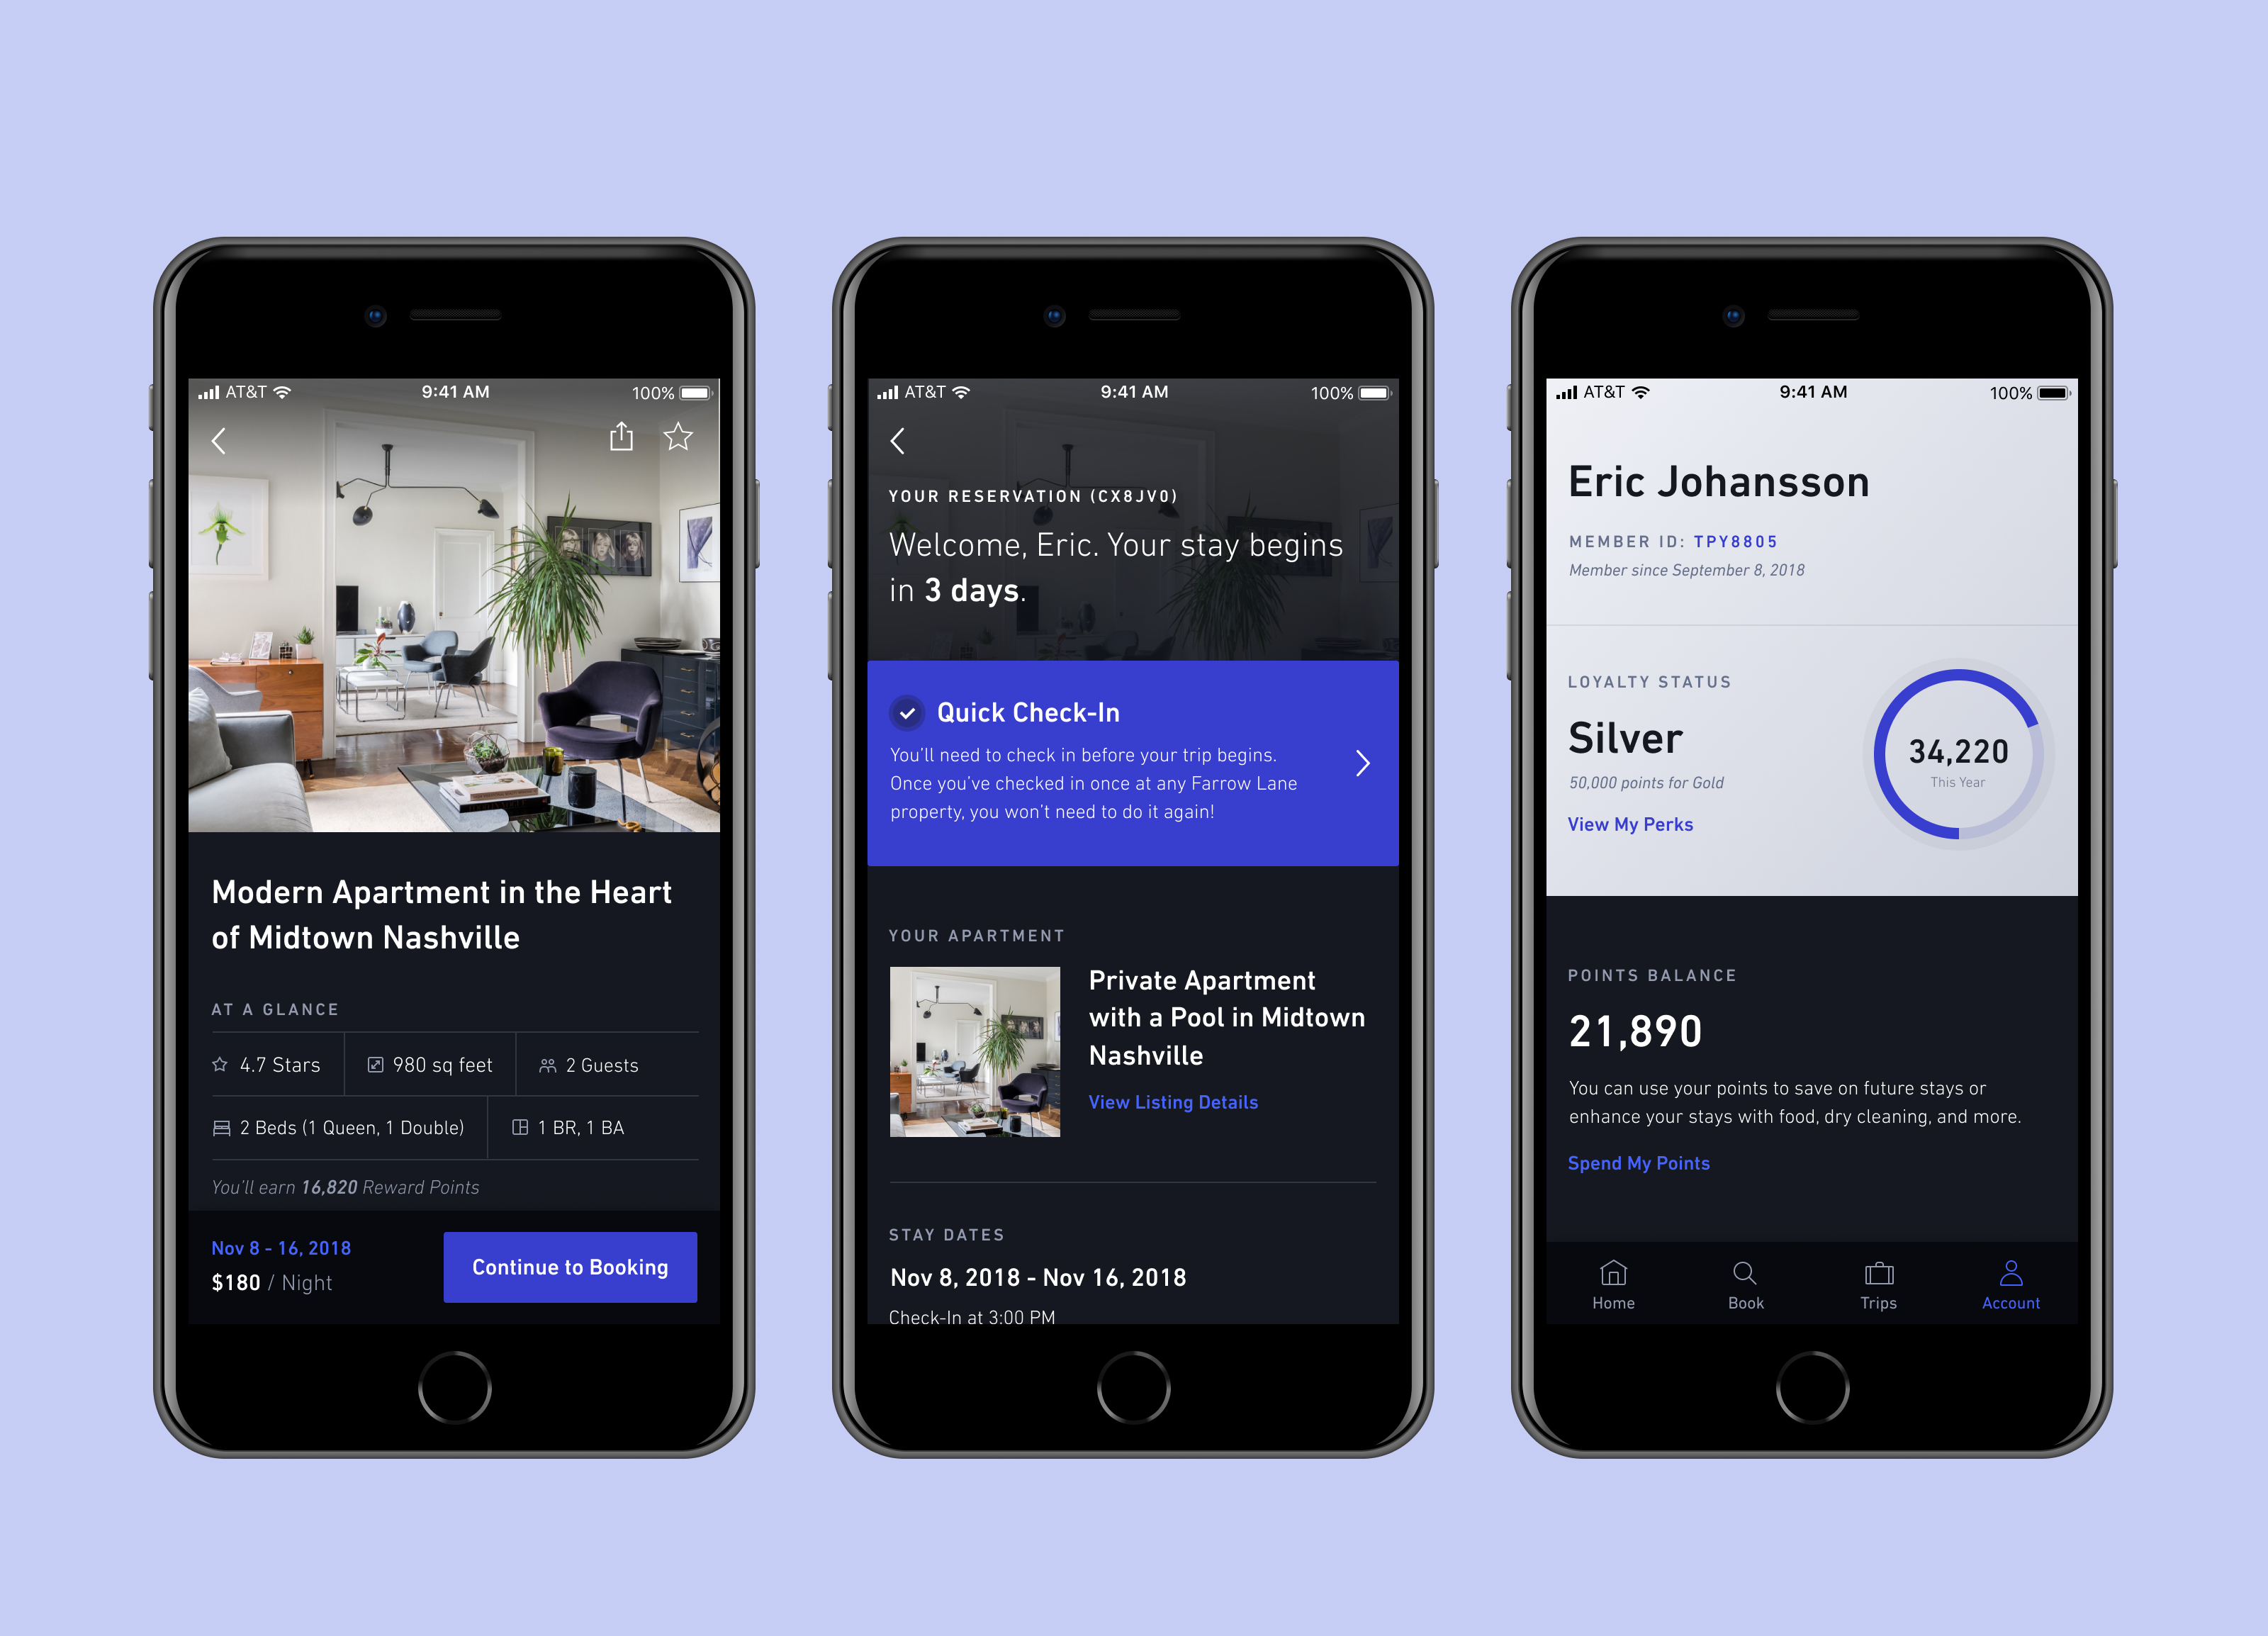 AT&T 9:41 AM 100%
Modern Apartment in the Heart
of Midtown Nashville
AT A GLANCE
4.7 Stars 980 sq feet 2 Guests
2 Beds (1 Queen, 1 Double) 1 BR, 1 BA
You'll earn 16,820 Reward Points
Nov 8 - 16, 2018
$180 / Night
Continue to Booking
AT&T 9:41 AM 100%
YOUR RESERVATION (CX8JV0)
Welcome, Eric. Your stay begins
in 3 days.
Quick Check-In
You'll need to check in before your trip begins.
Once you've checked in once at any Farrow Lane
property, you won't need to do it again!
YOUR APARTMENT
Private Apartment
with a Pool in Midtown
Nashville
View Listing Details
STAY DATES
Nov 8, 2018 - Nov 16, 2018
Check-In at 3:00 PM
AT&T 9:41 AM 100%
Eric Johansson
MEMBER ID: TPY8805
Member since September 8, 2018
LOYALTY STATUS
Silver
50,000 points for Gold
View My Perks
34,220
This Year
POINTS BALANCE
21,890
You can use your points to save on future stays or
enhance your stays with food, dry cleaning, and more.
Spend My Points
Home Book Trips Account